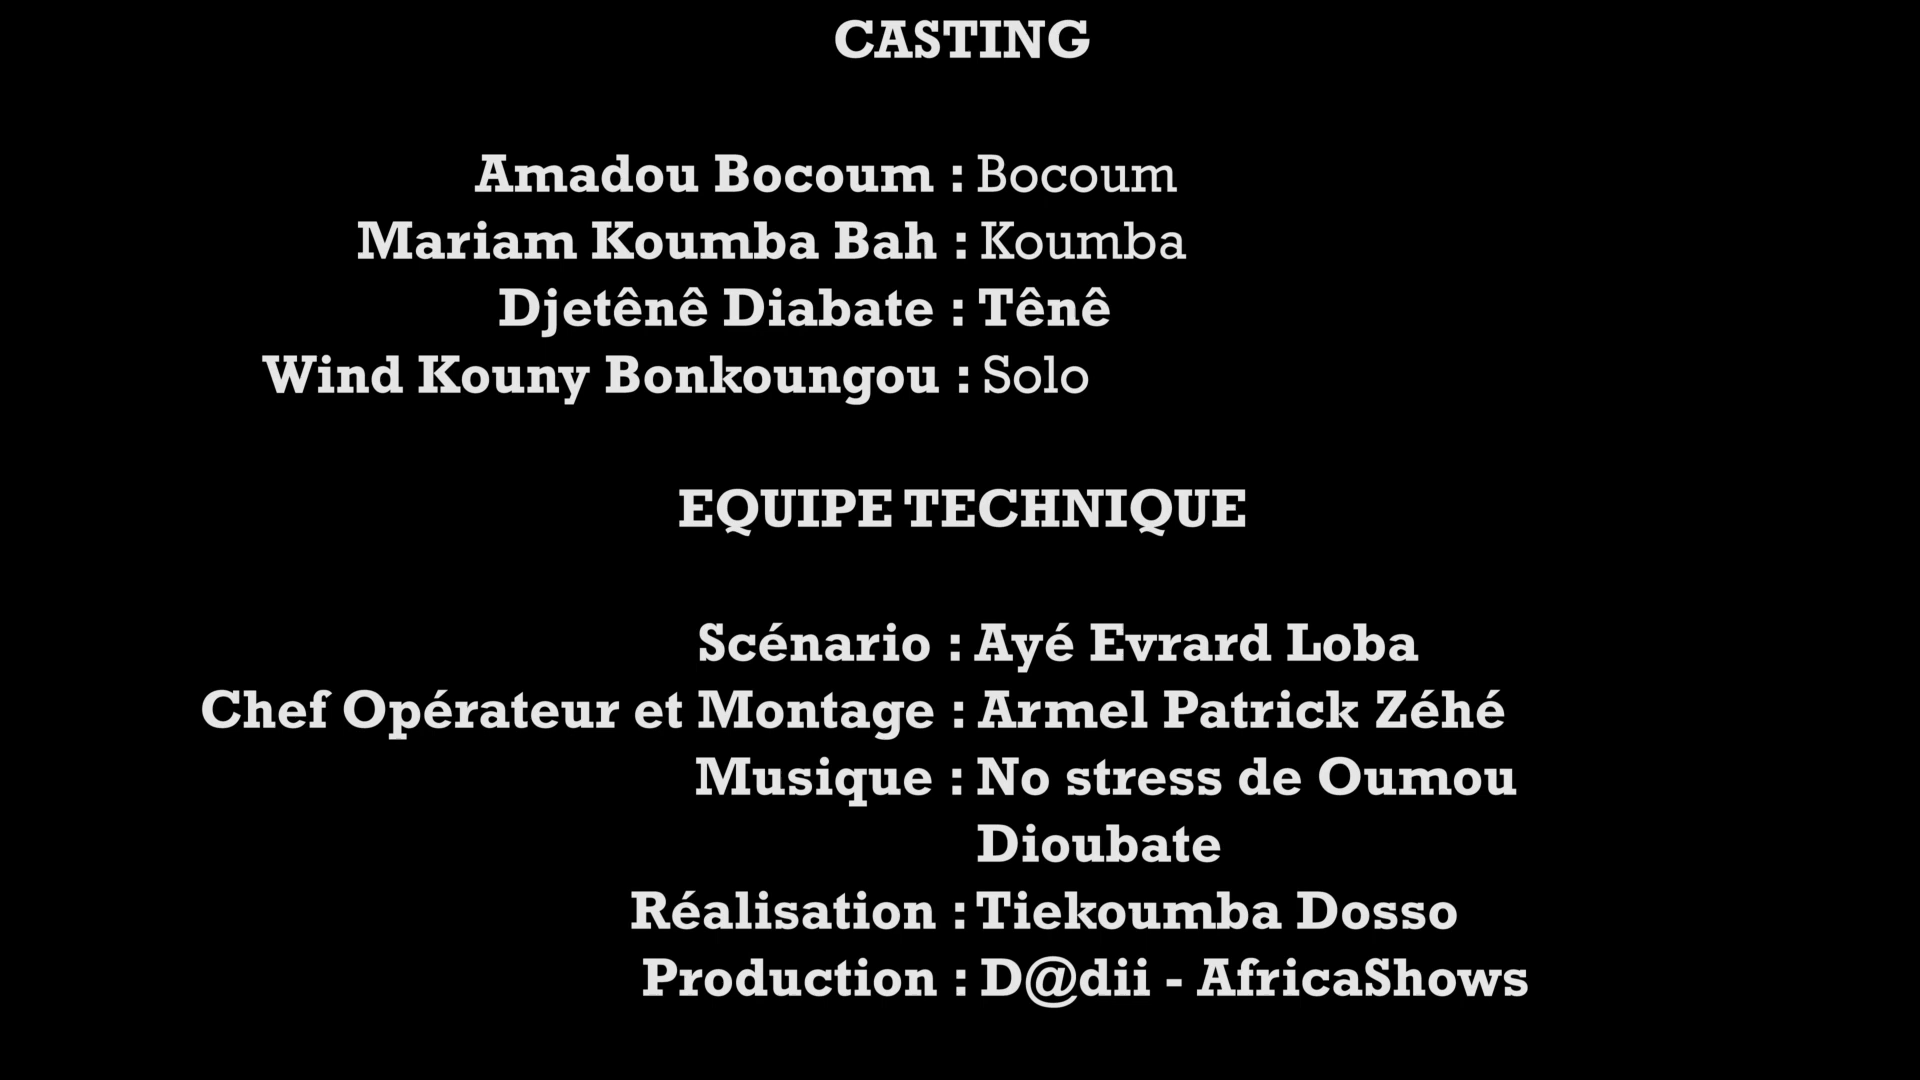 CASTING
Amadou Bocoum : Bocoum
Mariam Koumba Bah : Koumba
Djetênê Diabate : Tênê
Wind Kouny Bonkoungou : Solo
EQUIPE TECHNIQUE
Scénario : Ayé Evrard Loba
Chef Opérateur et Montage : Armel Patrick Zéhé
Musique : No stress de Oumou
Dioubate
Réalisation : Tiekoumba Dosso
Production : D@dii - AfricaShows